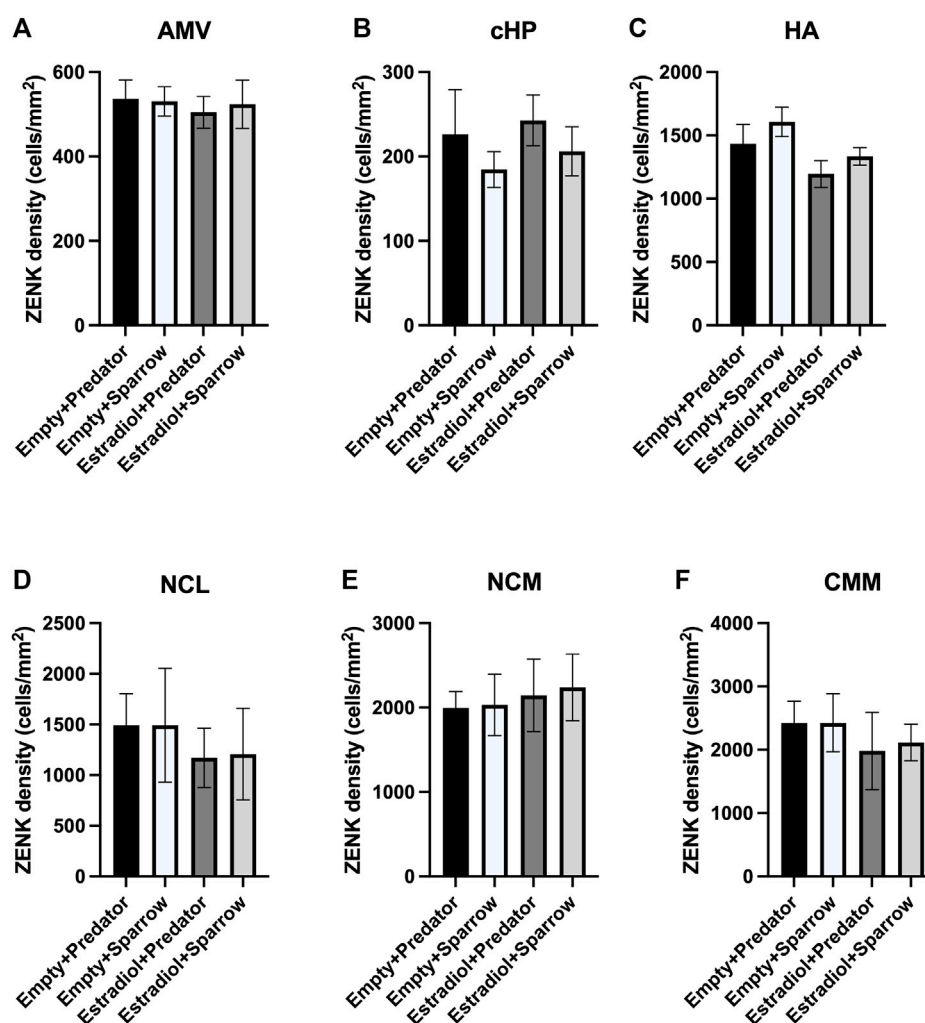 A
AMV
ZENK density (cells/mm²)
600
400
200
0
Empty+Predator
Empty+Sparrow
Estradiol+Predator
Estradiol+Sparrow
B
cHP
ZENK density (cells/mm²)
300
200
100
0
Empty+Predator
Empty+Sparrow
Estradiol+Predator
Estradiol+Sparrow
C
HA
ZENK density (cells/mm²)
2000
1500
1000
500
0
Empty+Predator
Empty+Sparrow
Estradiol+Predator
Estradiol+Sparrow
D
NCL
ZENK density (cells/mm²)
2500
2000
1500
1000
500
0
Empty+Predator
Empty+Sparrow
Estradiol+Predator
Estradiol+Sparrow
E
NCM
ZENK density (cells/mm²)
3000
2000
1000
0
Empty+Predator
Empty+Sparrow
Estradiol+Predator
Estradiol+Sparrow
F
CMM
ZENK density (cells/mm²)
4000
3000
2000
1000
0
Empty+Predator
Empty+Sparrow
Estradiol+Predator
Estradiol+Sparrow